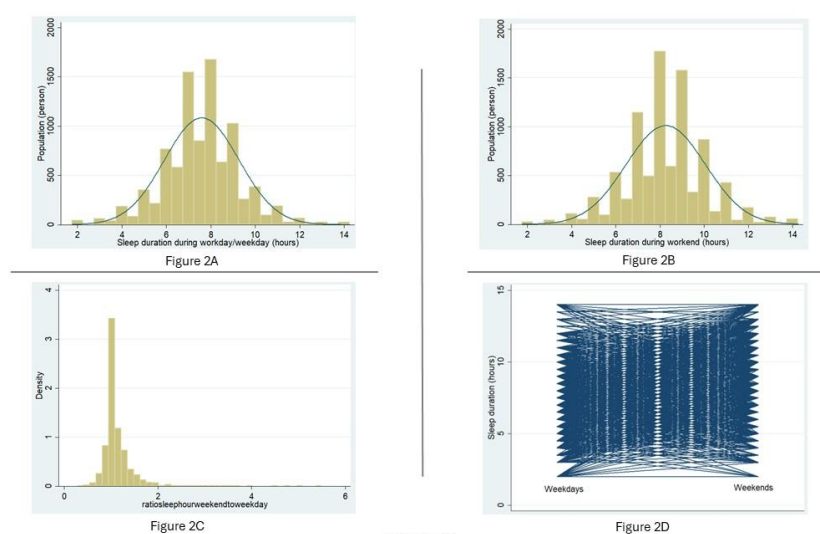 2000
1500
1000
500
0
Population (person)
2 4 6 8 10 12 14
Sleep duration during workday/weekday (hours)
Figure 2A
2000
1500
1000
500
0
Population (person)
2 4 6 8 10 12 14
Sleep duration during workend (hours)
Figure 2B
4
3
2
1
0
Density
0 2 4 6
ratiosleephourweekendtoweekday
Figure 2C
15
10
5
0
Sleep duration (hours)
Weekdays Weekends
Figure 2D